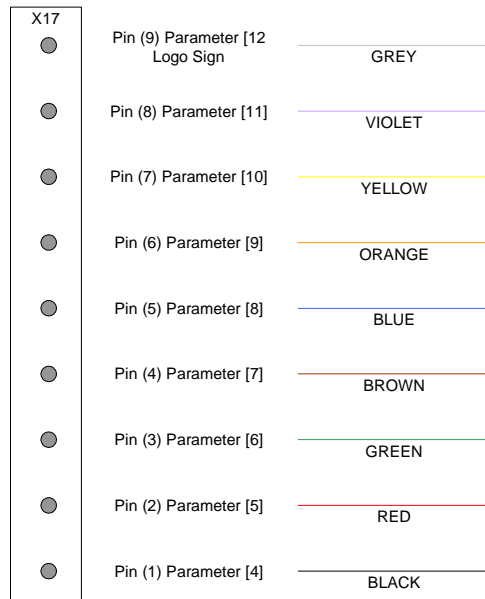 X17
Pin (9) Parameter [12
Logo Sign
GREY
Pin (8) Parameter [11]
VIOLET
Pin (7) Parameter [10]
YELLOW
Pin (6) Parameter [9]
ORANGE
Pin (5) Parameter [8]
BLUE
Pin (4) Parameter [7]
BROWN
Pin (3) Parameter [6]
GREEN
Pin (2) Parameter [5]
RED
Pin (1) Parameter [4]
BLACK